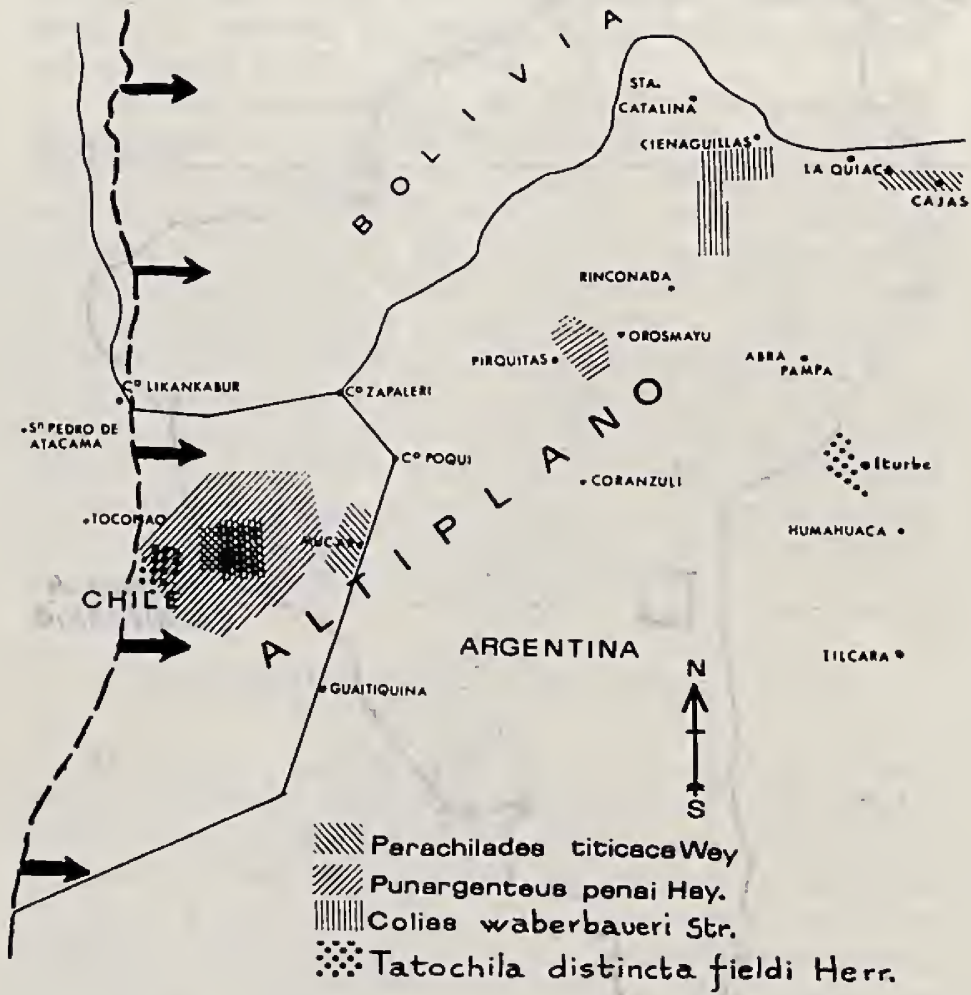 BOLIVIA
STA.
CATALINA
CIENAGUILLAS
LA QUIACA
CAJAS
RINCONADA
OROSMAYU
PIRQUITAS
ABRA
PAMPA
Cº LIKANKABUR
Cº ZAPALERI
Sn PEDRO DE
ATACAMA
Cº POQUI
Iturbe
CORANZULI
ALTIPLANO
TOCONAO
HUMAHUACA
CHILE
ARGENTINA
TILCARA
N
GUAITIQUINA
S
Parachilades titicaca Wey
Punargenteus penai Hay.
Colias waberbaueri Str.
Tatochila distincta fieldi Herr.